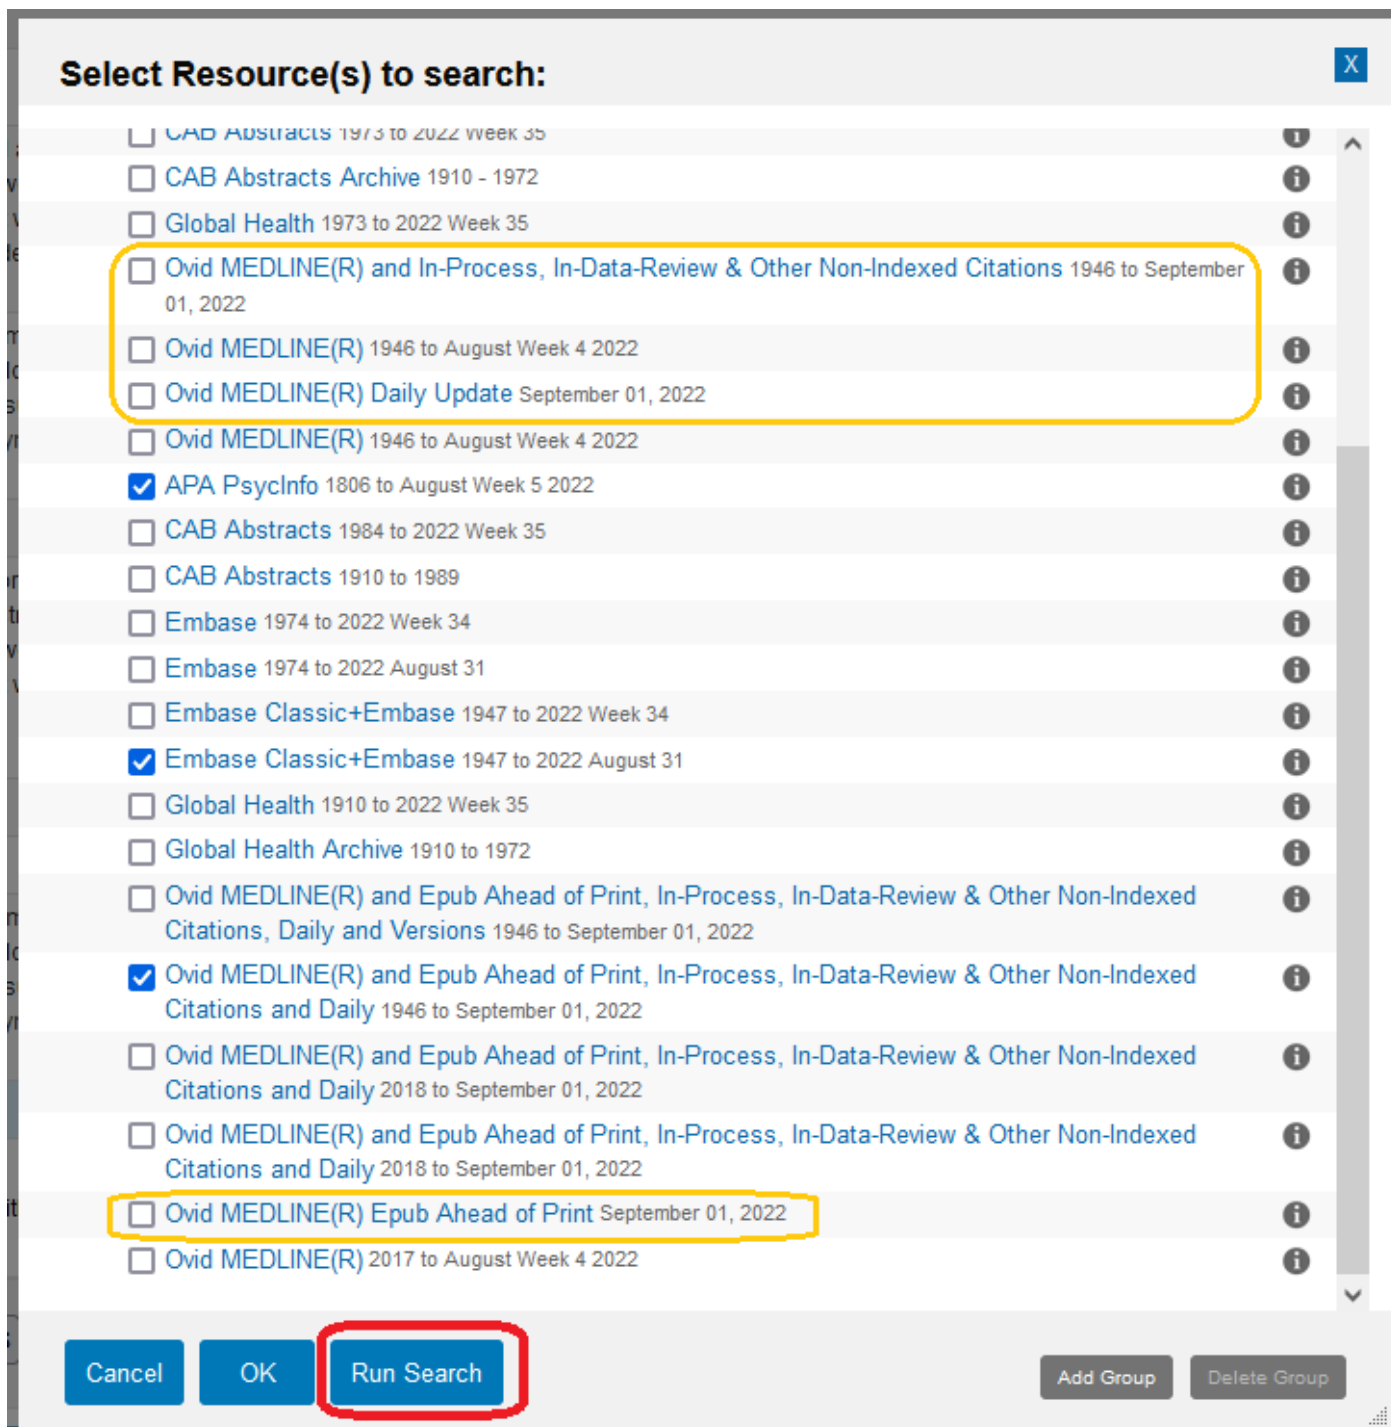 Select Resource(s) to search:
X
CAB Abstracts 1973 to 2022 Week 35
CAB Abstracts Archive 1910 - 1972
Global Health 1973 to 2022 Week 35
Ovid MEDLINE(R) and In-Process, In-Data-Review & Other Non-Indexed Citations 1946 to September
01, 2022
Ovid MEDLINE(R) 1946 to August Week 4 2022
Ovid MEDLINE(R) Daily Update September 01, 2022
Ovid MEDLINE(R) 1946 to August Week 4 2022
APA PsycInfo 1806 to August Week 5 2022
CAB Abstracts 1984 to 2022 Week 35
CAB Abstracts 1910 to 1989
Embase 1974 to 2022 Week 34
Embase 1974 to 2022 August 31
Embase Classic+Embase 1947 to 2022 Week 34
Embase Classic+Embase 1947 to 2022 August 31
Global Health 1910 to 2022 Week 35
Global Health Archive 1910 to 1972
Ovid MEDLINE(R) and Epub Ahead of Print, In-Process, In-Data-Review & Other Non-Indexed
Citations, Daily and Versions 1946 to September 01, 2022
Ovid MEDLINE(R) and Epub Ahead of Print, In-Process, In-Data-Review & Other Non-Indexed
Citations and Daily 1946 to September 01, 2022
Ovid MEDLINE(R) and Epub Ahead of Print, In-Process, In-Data-Review & Other Non-Indexed
Citations and Daily 2018 to September 01, 2022
Ovid MEDLINE(R) and Epub Ahead of Print, In-Process, In-Data-Review & Other Non-Indexed
Citations and Daily 2018 to September 01, 2022
Ovid MEDLINE(R) Epub Ahead of Print September 01, 2022
Ovid MEDLINE(R) 2017 to August Week 4 2022
Cancel OK Run Search Add Group Delete Group